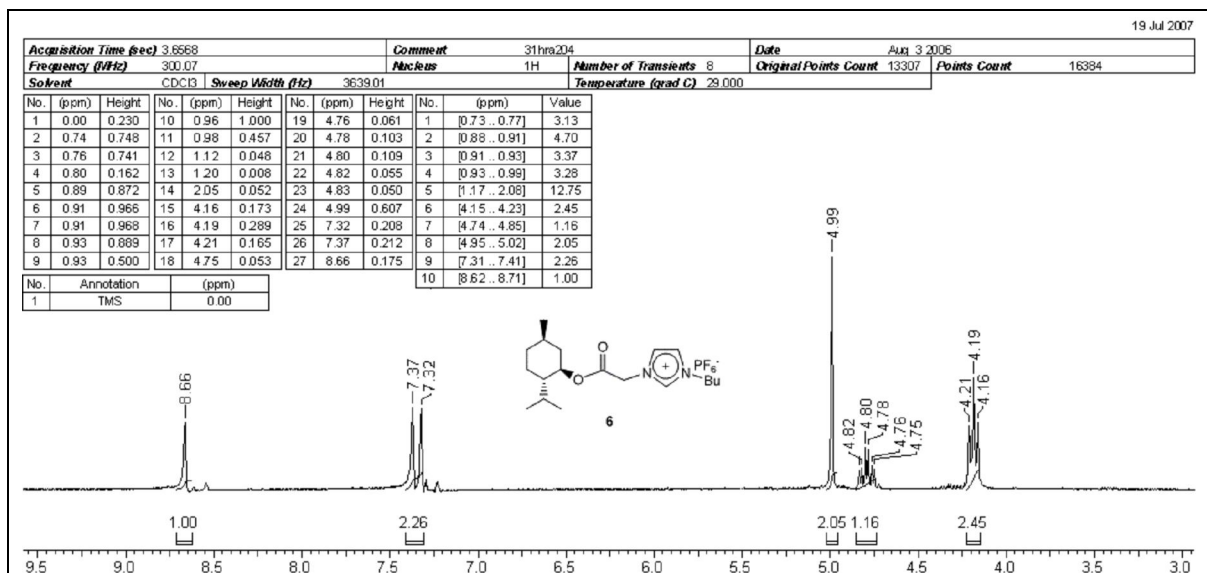 19 Jul 2007
Acquisition Time (sec) 3.6568 Comment 31hra204 Date Aug 3 2006
Frequency (MHz) 300.07 Nucleus 1H Number of Transients 8 Original Points Count 13307 Points Count 16384
Solvent CDCl3 Sweep Width (Hz) 3639.01 Temperature (grad C) 29.000
No. (ppm) Height No. (ppm) Height No. (ppm) Height No. (ppm) Value
1 0.00 0.230 10 0.96 1.000 19 4.76 0.061 1 [0.73 .. 0.77] 3.13
2 0.74 0.748 11 0.98 0.457 20 4.78 0.103 2 [0.88 .. 0.91] 4.70
3 0.76 0.741 12 1.12 0.048 21 4.80 0.109 3 [0.91 .. 0.93] 3.37
4 0.80 0.162 13 1.20 0.008 22 4.82 0.055 4 [0.93 .. 0.99] 3.28
5 0.89 0.872 14 2.05 0.052 23 4.83 0.050 5 [1.17 .. 2.08] 12.75
6 0.91 0.966 15 4.16 0.173 24 4.99 0.607 6 [4.15 .. 4.23] 2.45
7 0.91 0.968 16 4.19 0.289 25 7.32 0.208 7 [4.74 .. 4.85] 1.16
8 0.93 0.889 17 4.21 0.165 26 7.37 0.212 8 [4.95 .. 5.02] 2.05
9 0.93 0.500 18 4.75 0.053 27 8.66 0.175 9 [7.31 .. 7.41] 2.26
10 [8.62 .. 8.71] 1.00
No. Annotation (ppm)
1 TMS 0.00
8.66
7.37
7.32
4.99
4.82
4.80
4.78
4.76
4.75
4.21
4.19
4.16
O
O
N
+
N
PF6-
Bu
6
1.00 2.26 2.05 1.16 2.45
9.5 9.0 8.5 8.0 7.5 7.0 6.5 6.0 5.5 5.0 4.5 4.0 3.5 3.0